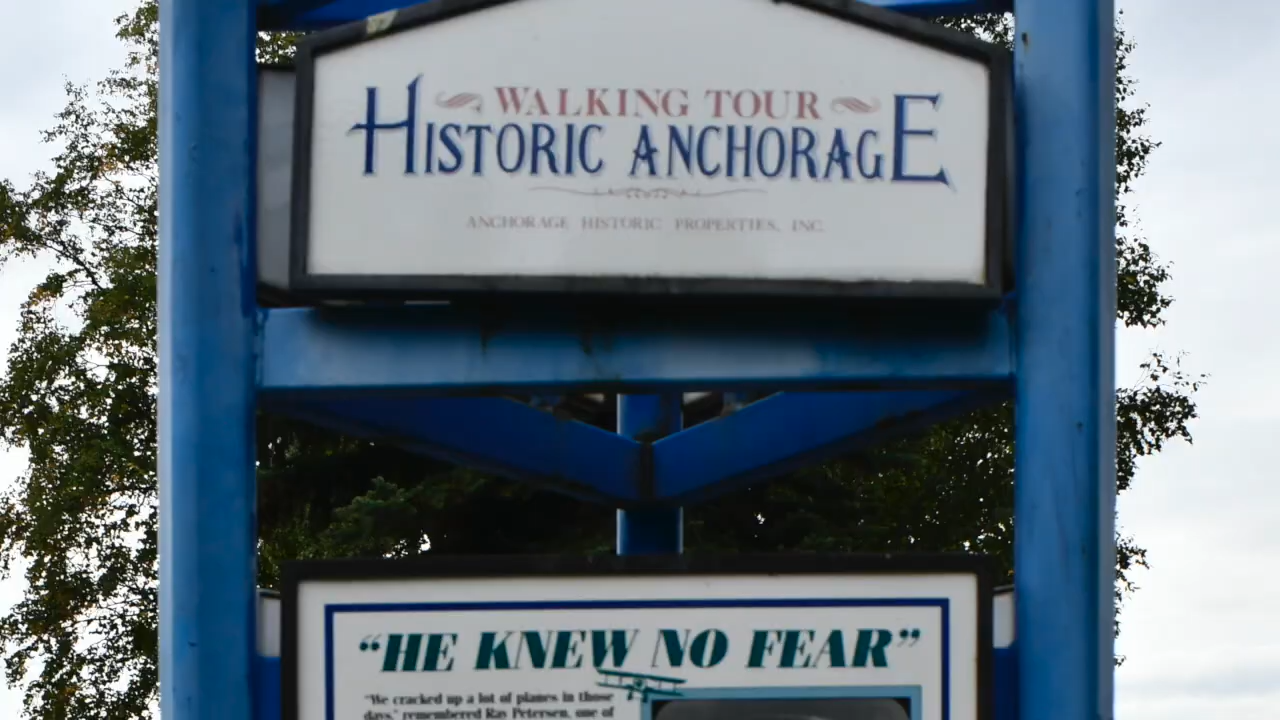 WALKING TOUR
HISTORIC ANCHORAGE
ANCHORAGE HISTORIC PROPERTIES, INC.
"HE KNEW NO FEAR"
"We cracked up a lot of planes in those
days," remembered Ray Petersen, one of